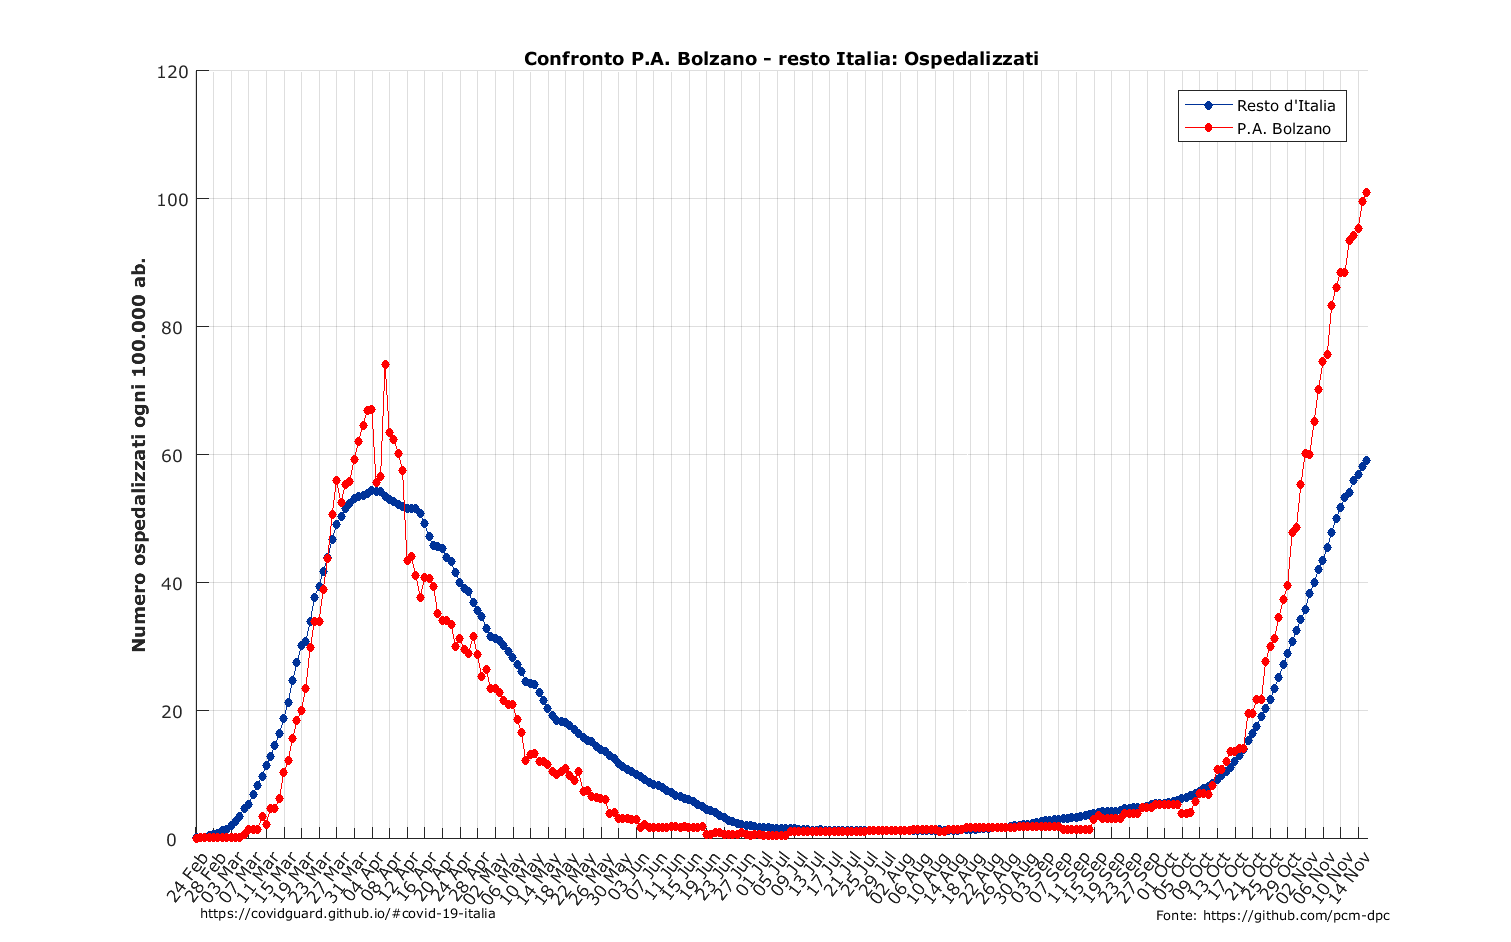 Confronto P.A. Bolzano - resto Italia: Ospedalizzati
Resto d'Italia
P.A. Bolzano
Numero ospedalizzati ogni 100.000 ab.
120
100
80
60
40
20
0
24 Feb
28 Feb
03 Mar
07 Mar
11 Mar
15 Mar
19 Mar
23 Mar
27 Mar
31 Mar
04 Apr
08 Apr
12 Apr
16 Apr
20 Apr
24 Apr
28 Apr
02 May
06 May
10 May
14 May
18 May
22 May
26 May
30 May
03 Jun
07 Jun
11 Jun
15 Jun
19 Jun
23 Jun
27 Jun
01 Jul
05 Jul
09 Jul
13 Jul
17 Jul
21 Jul
25 Jul
29 Jul
02 Aug
06 Aug
10 Aug
14 Aug
18 Aug
22 Aug
26 Aug
30 Aug
03 Sep
07 Sep
11 Sep
15 Sep
19 Sep
23 Sep
27 Sep
01 Oct
05 Oct
09 Oct
13 Oct
17 Oct
21 Oct
25 Oct
29 Oct
02 Nov
06 Nov
10 Nov
14 Nov
https://covidguard.github.io/#covid-19-italia
Fonte: https://github.com/pcm-dpc